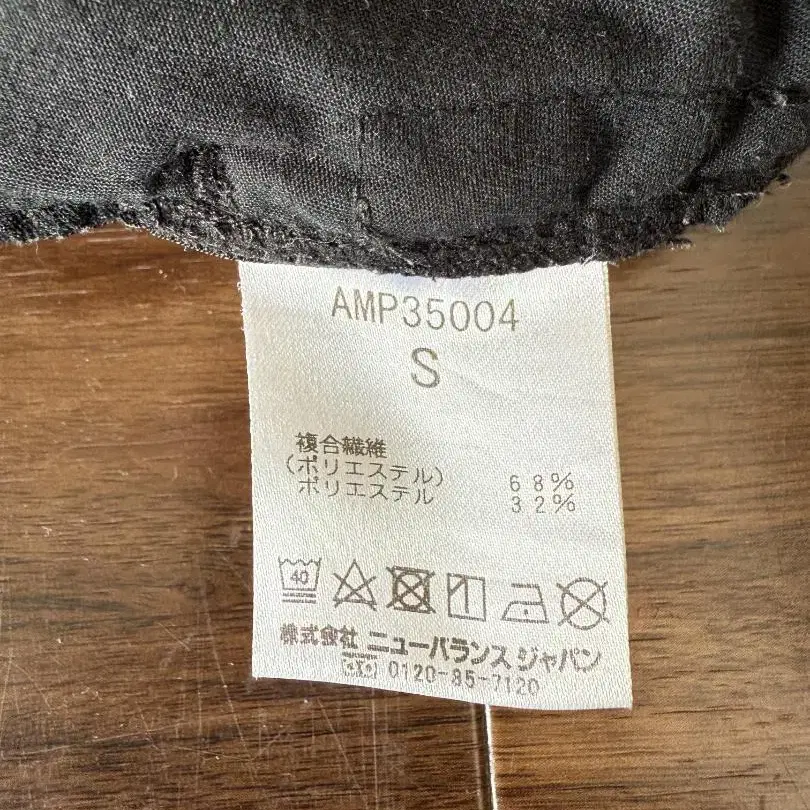 AMP35004
S
複合繊維
(ポリエステル) 68%
ポリエステル 32%
40
株式会社 ニューバランス ジャパン
0120-85-7120